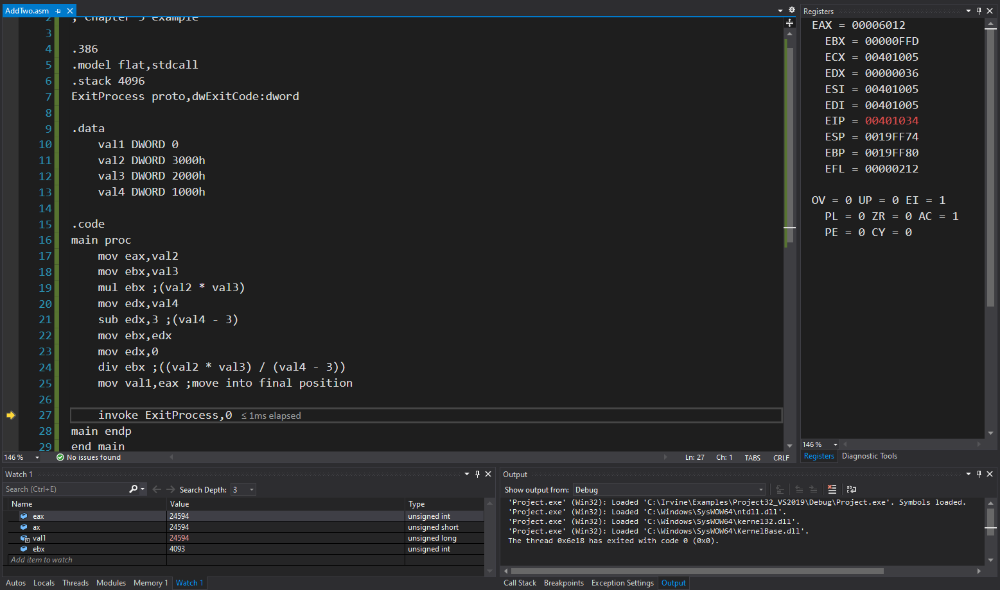 AddTwo.asm
2 ; Chapter 3 example
3
4 .386
5 .model flat,stdcall
6 .stack 4096
7 ExitProcess proto,dwExitCode:dword
8
9 .data
10 val1 DWORD 0
11 val2 DWORD 3000h
12 val3 DWORD 2000h
13 val4 DWORD 1000h
14
15 .code
16 main proc
17 mov eax,val2
18 mov ebx,val3
19 mul ebx ;(val2 * val3)
20 mov edx,val4
21 sub edx,3 ;(val4 - 3)
22 mov ebx,edx
23 mov edx,0
24 div ebx ;((val2 * val3) / (val4 - 3))
25 mov val1,eax ;move into final position
26
27 invoke ExitProcess,0 ≤ 1ms elapsed
28 main endp
29 end main
146 % No issues found Ln: 27 Ch: 1 TABS CRLF
Registers
EAX = 00006012
EBX = 00000FFD
ECX = 00401005
EDX = 00000036
ESI = 00401005
EDI = 00401005
EIP = 00401034
ESP = 0019FF74
EBP = 0019FF80
EFL = 00000212
OV = 0 UP = 0 EI = 1
PL = 0 ZR = 0 AC = 1
PE = 0 CY = 0
146 %
Registers Diagnostic Tools
Watch 1
Search (Ctrl+E) Search Depth: 3
Name Value Type
eax 24594 unsigned int
ax 24594 unsigned short
val1 24594 unsigned long
ebx 4093 unsigned int
Add item to watch
Autos Locals Threads Modules Memory 1 Watch 1
Output
Show output from: Debug
'Project.exe' (Win32): Loaded 'C:\Irvine\Examples\Project32_VS2019\Debug\Project.exe'. Symbols loaded.
'Project.exe' (Win32): Loaded 'C:\Windows\SysWOW64\ntdll.dll'.
'Project.exe' (Win32): Loaded 'C:\Windows\SysWOW64\kernel32.dll'.
'Project.exe' (Win32): Loaded 'C:\Windows\SysWOW64\KernelBase.dll'.
The thread 0x6e18 has exited with code 0 (0x0).
Call Stack Breakpoints Exception Settings Output